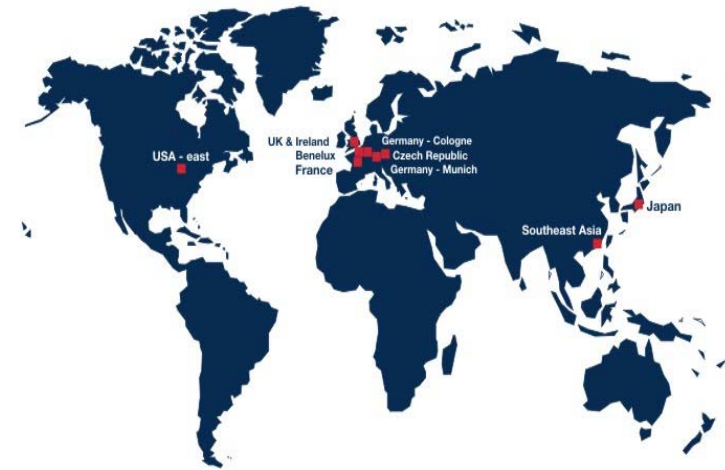 UK & Ireland
Germany - Cologne
USA - east
Benelux
Czech Republic
France
Germany - Munich
Japan
Southeast Asia